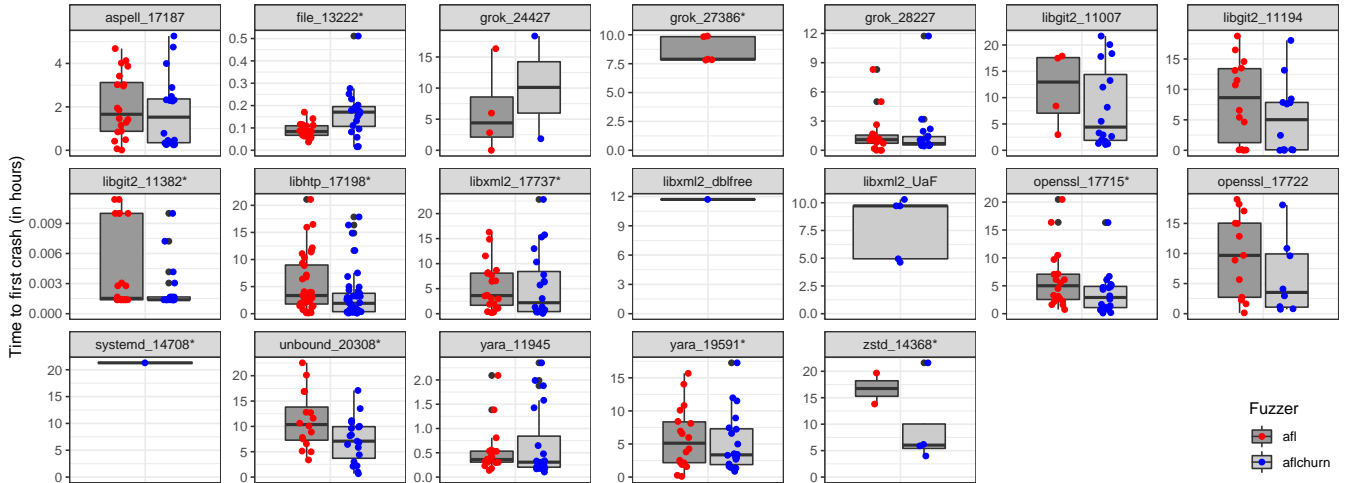 aspell_17187 file_13222* grok_24427 grok_27386* grok_28227 libgit2_11007 libgit2_11194
4 2 0
0.5 0.4 0.3 0.2 0.1 0.0
15 10 5 0
10.0 7.5 5.0 2.5 0.0
12 9 6 3 0
20 15 10 5 0
15 10 5 0
Time to first crash (in hours)
libgit2_11382* libhtp_17198* libxml2_17737* libxml2_dblfree libxml2_UaF openssl_17715* openssl_17722
0.009 0.006 0.003 0.000
20 15 10 5 0
20 15 10 5 0
12 9 6 3 0
10.0 7.5 5.0 2.5 0.0
20 15 10 5 0
15 10 5 0
systemd_14708* unbound_20308* yara_11945 yara_19591* zstd_14368*
20 15 10 5 0
20 15 10 5 0
2.0 1.5 1.0 0.5 0.0
15 10 5 0
20 15 10 5 0
Fuzzer
afl
aflchurn